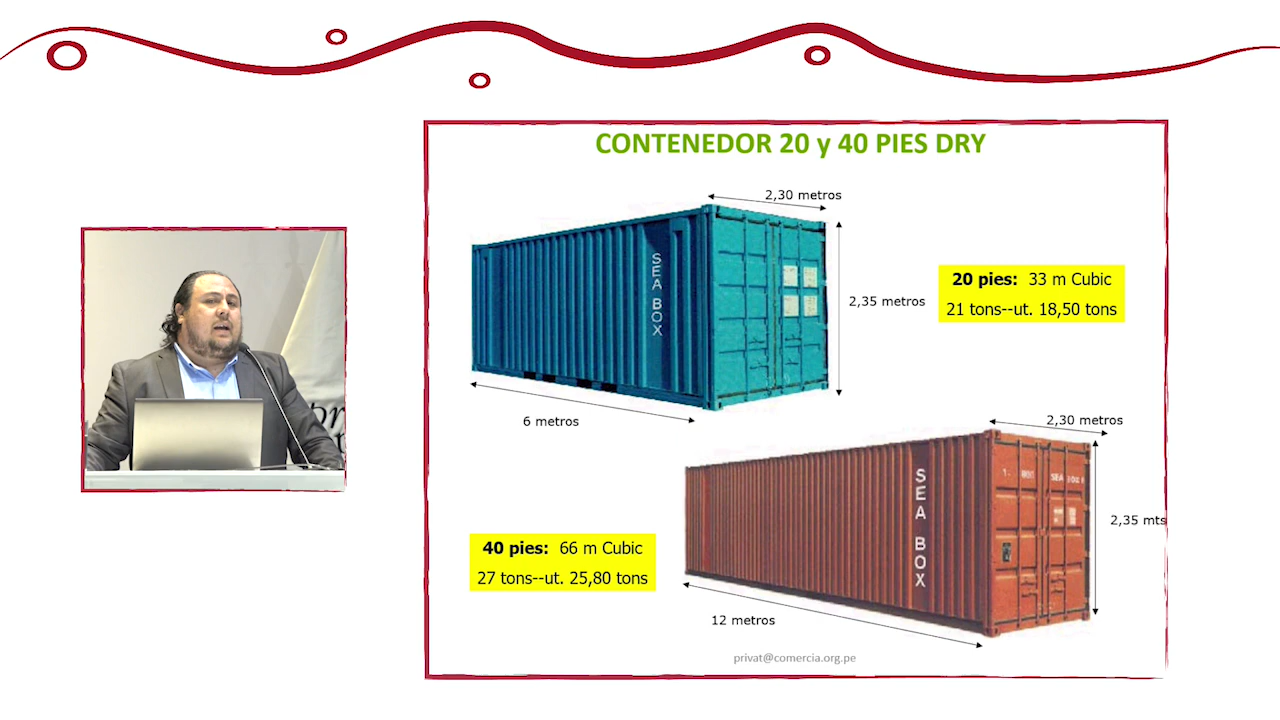 CONTENEDOR 20 y 40 PIES DRY
2,30 metros
SEA BOX
2,35 metros
20 pies: 33 m Cubic
21 tons--ut. 18,50 tons
6 metros
2,30 metros
SEA BOX
SEA BOX
2,35 mts
40 pies: 66 m Cubic
27 tons--ut. 25,80 tons
12 metros
privat@comercia.org.pe